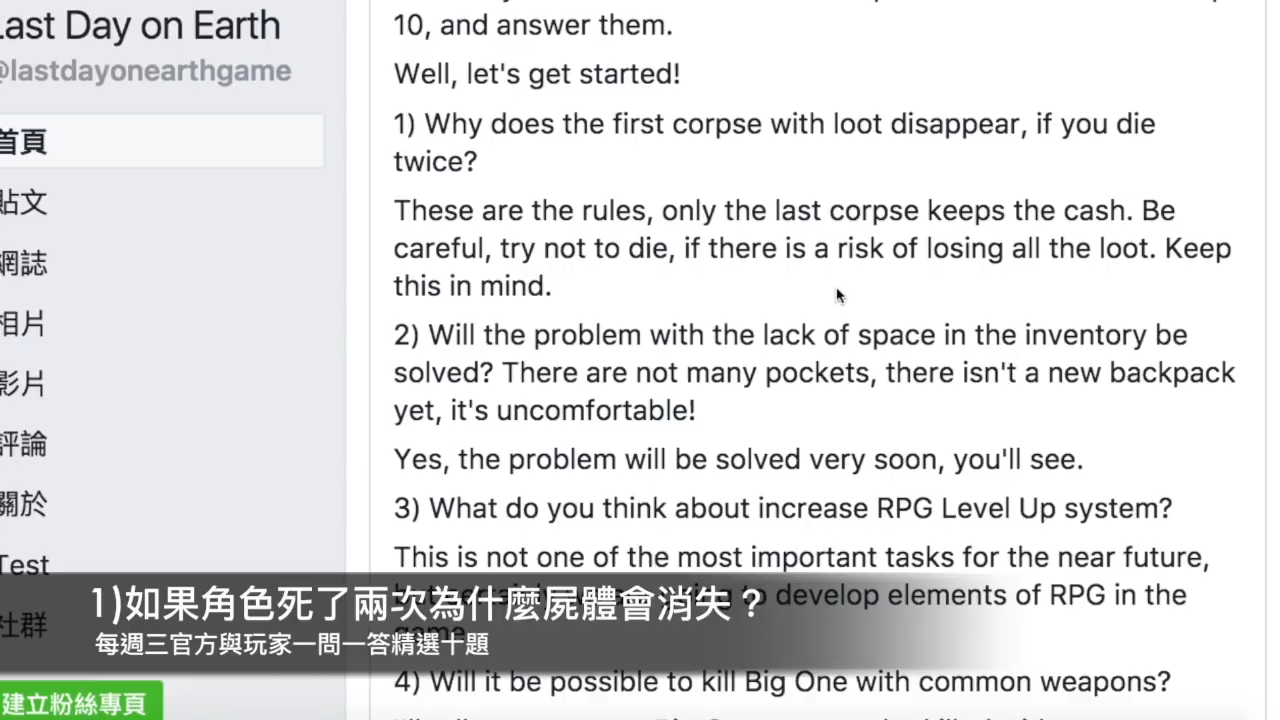 Last Day on Earth
@lastdayonearthgame
首頁
貼文
網誌
相片
影片
評論
關於
Test
社群
建立粉絲專頁
10, and answer them.
Well, let's get started!
1) Why does the first corpse with loot disappear, if you die
twice?
These are the rules, only the last corpse keeps the cash. Be
careful, try not to die, if there is a risk of losing all the loot. Keep
this in mind.
2) Will the problem with the lack of space in the inventory be
solved? There are not many pockets, there isn't a new backpack
yet, it's uncomfortable!
Yes, the problem will be solved very soon, you'll see.
3) What do you think about increase RPG Level Up system?
This is not one of the most important tasks for the near future,
to develop elements of RPG in the
game.
4) Will it be possible to kill Big One with common weapons?
1)如果角色死了兩次為什麼屍體會消失？
每週三官方與玩家一問一答精選十題